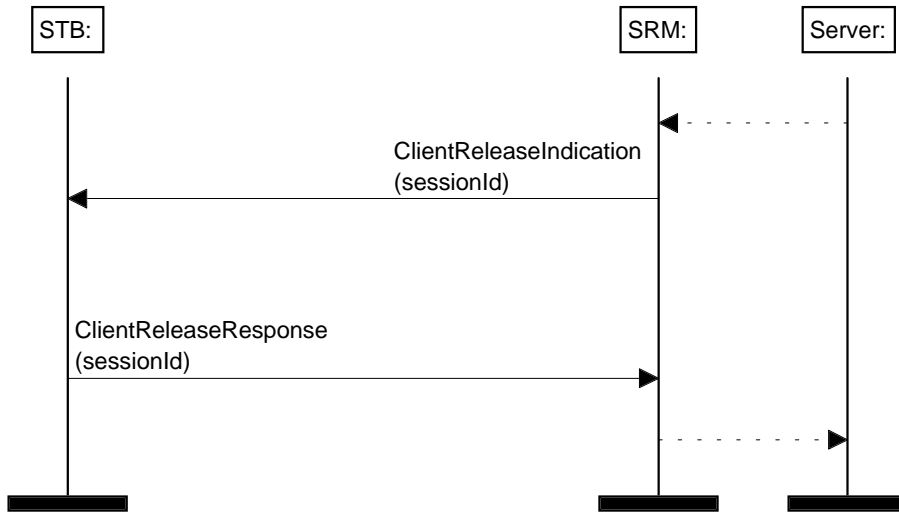 STB:
SRM:
Server:
ClientReleaseIndication
(sessionId)
ClientReleaseResponse
(sessionId)